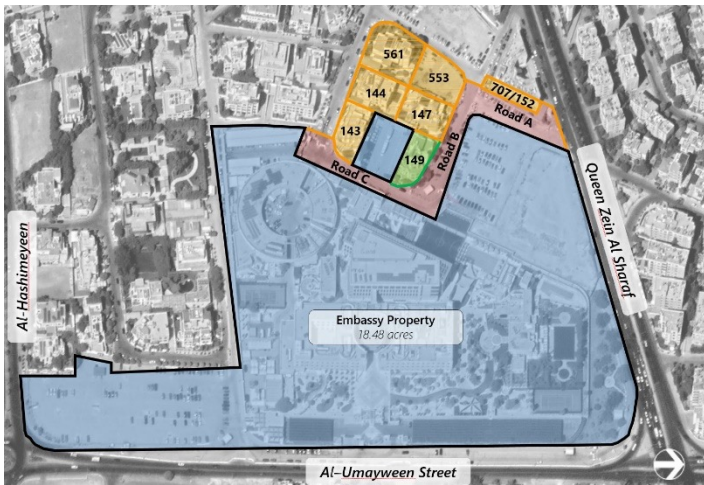 561
553
144
707/152
147
Road A
143
149
Road B
Road C
Al-Hashimeyeen
Queen Zein Al Sharaf
Embassy Property
18.48 acres
Al-Umayween Street